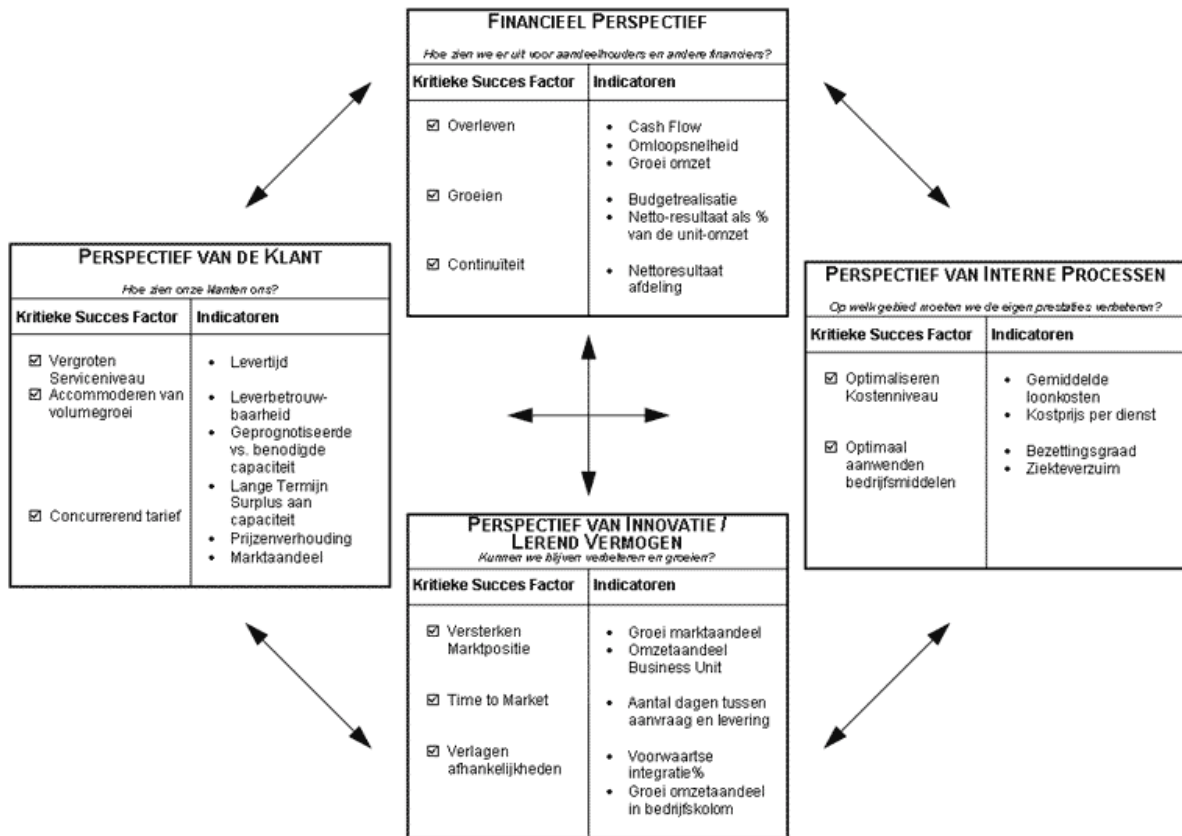 FINANCIEEL PERSPECTIEF
Hoe zien we er uit voor aandeelhouders en andere financiers?
Kritieke Succes Factor
Indicatoren
Overleven
Groeien
Continuïteit
• Cash Flow
• Omloopsnelheid
• Groei omzet
• Budgetrealisatie
• Netto-resultaat als %
van de unit-omzet
• Nettoresultaat
afdeling
PERSPECTIEF VAN DE KLANT
Hoe zien onze klanten ons?
Kritieke Succes Factor
Indicatoren
Vergroten
Serviceniveau
Accommoderen van
volumegroei
Concurrerend tarief
• Levertijd
• Leverbetrouw-
baarheid
• Geprognotiseerde
vs. benodigde
capaciteit
• Lange Termijn
Surplus aan
capaciteit
• Prijzenverhouding
• Marktaandeel
PERSPECTIEF VAN INTERNE PROCESSEN
Op welk gebied moeten we de eigen prestaties verbeteren?
Kritieke Succes Factor
Indicatoren
Optimaliseren
Kostenniveau
Optimaal
aanwenden
bedrijfsmiddelen
• Gemiddelde
loonkosten
• Kostprijs per dienst
• Bezettingsgraad
• Ziekteverzuim
PERSPECTIEF VAN INNOVATIE /
LEREND VERMOGEN
Kunnen we blijven verbeteren en groeien?
Kritieke Succes Factor
Indicatoren
Versterken
Marktpositie
Time to Market
Verlagen
afhankelijkheden
• Groei marktaandeel
• Omzetaandeel
Business Unit
• Aantal dagen tussen
aanvraag en levering
• Voorwaartse
integratie%
• Groei omzetaandeel
in bedrijfskolom